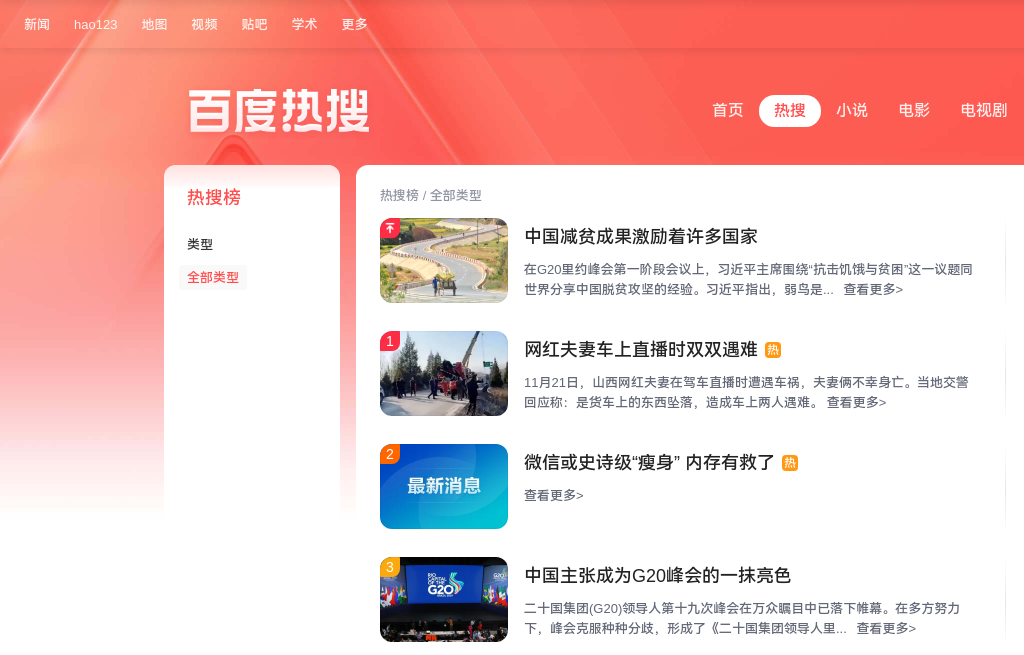 新闻 hao123 地图 视频 贴吧 学术 更多
百度热搜
首页 热搜 小说 电影 电视剧
热搜榜
类型
全部类型
热搜榜 / 全部类型
中国减贫成果激励着许多国家
在G20里约峰会第一阶段会议上，习近平主席围绕“抗击饥饿与贫困”这一议题同
世界分享中国脱贫攻坚的经验。习近平指出，弱鸟是... 查看更多>
1
网红夫妻车上直播时双双遇难 热
11月21日，山西网红夫妻在驾车直播时遭遇车祸，夫妻俩不幸身亡。当地交警
回应称：是货车上的东西坠落，造成车上两人遇难。 查看更多>
2
最新消息
微信或史诗级“瘦身” 内存有救了 热
查看更多>
3
RIO
CAPITAL
OF THE
G20
中国主张成为G20峰会的一抹亮色
二十国集团(G20)领导人第十九次峰会在万众瞩目中已落下帷幕。在多方努力
下，峰会克服种种分歧，形成了《二十国集团领导人里... 查看更多>